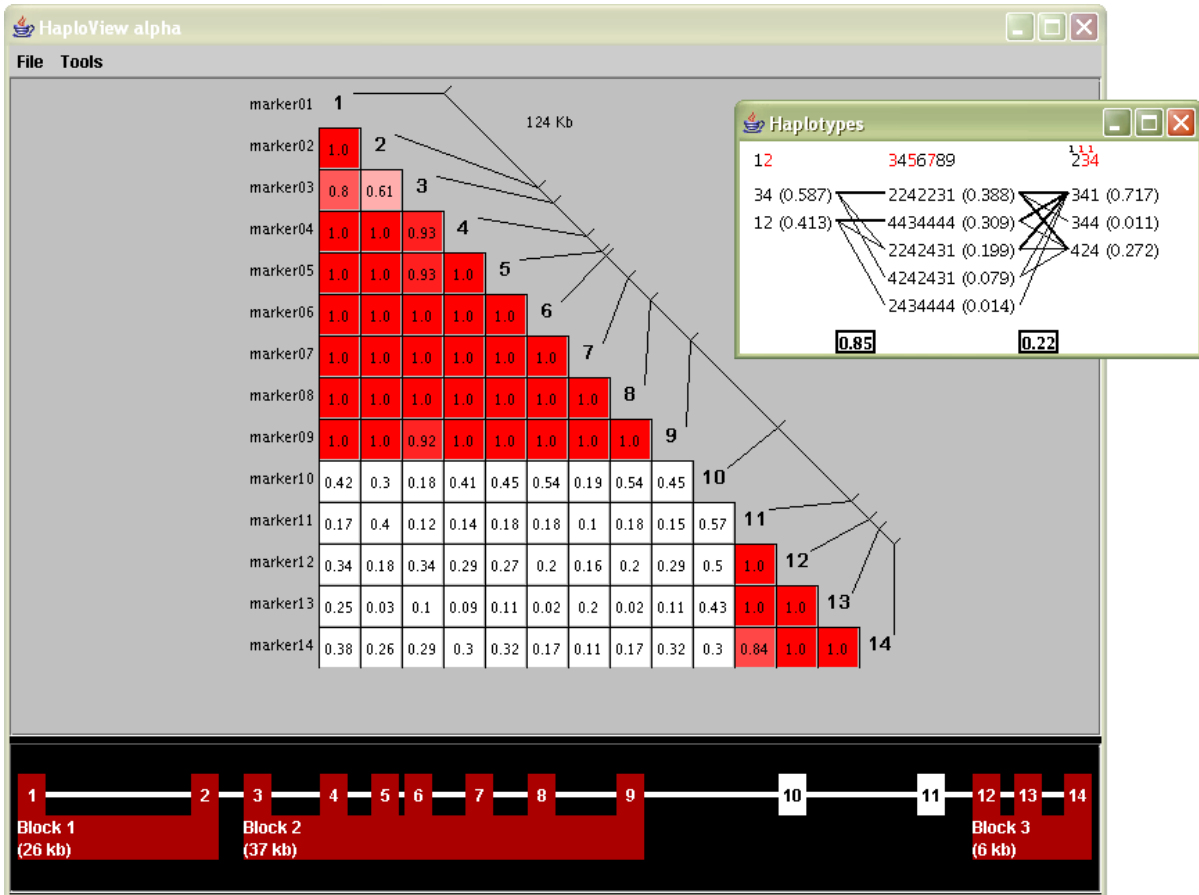 HaploView alpha
File Tools
marker01 1
124 Kb
marker02 1.0 2
marker03 0.8 0.61 3
marker04 1.0 1.0 0.93 4
marker05 1.0 1.0 0.93 1.0 5
marker06 1.0 1.0 1.0 1.0 1.0 6
marker07 1.0 1.0 1.0 1.0 1.0 1.0 7
marker08 1.0 1.0 1.0 1.0 1.0 1.0 1.0 8
marker09 1.0 1.0 0.92 1.0 1.0 1.0 1.0 1.0 9
marker10 0.42 0.3 0.18 0.41 0.45 0.54 0.19 0.54 0.45 10
marker11 0.17 0.4 0.12 0.14 0.18 0.18 0.1 0.18 0.15 0.57 11
marker12 0.34 0.18 0.34 0.29 0.27 0.2 0.16 0.2 0.29 0.5 1.0 12
marker13 0.25 0.03 0.1 0.09 0.11 0.02 0.2 0.02 0.11 0.43 1.0 1.0 13
marker14 0.38 0.26 0.29 0.3 0.32 0.17 0.11 0.17 0.32 0.3 0.84 1.0 1.0 14
Haplotypes
111
12 3456789 234
34 (0.587) 2242231 (0.388) 341 (0.717)
12 (0.413) 4434444 (0.309) 344 (0.011)
2242431 (0.199) 424 (0.272)
4242431 (0.079)
2434444 (0.014)
0.85 0.22
1 2 3 4 5 6 7 8 9 10 11 12 13 14
Block 1 Block 2 Block 3
(26 kb) (37 kb) (6 kb)